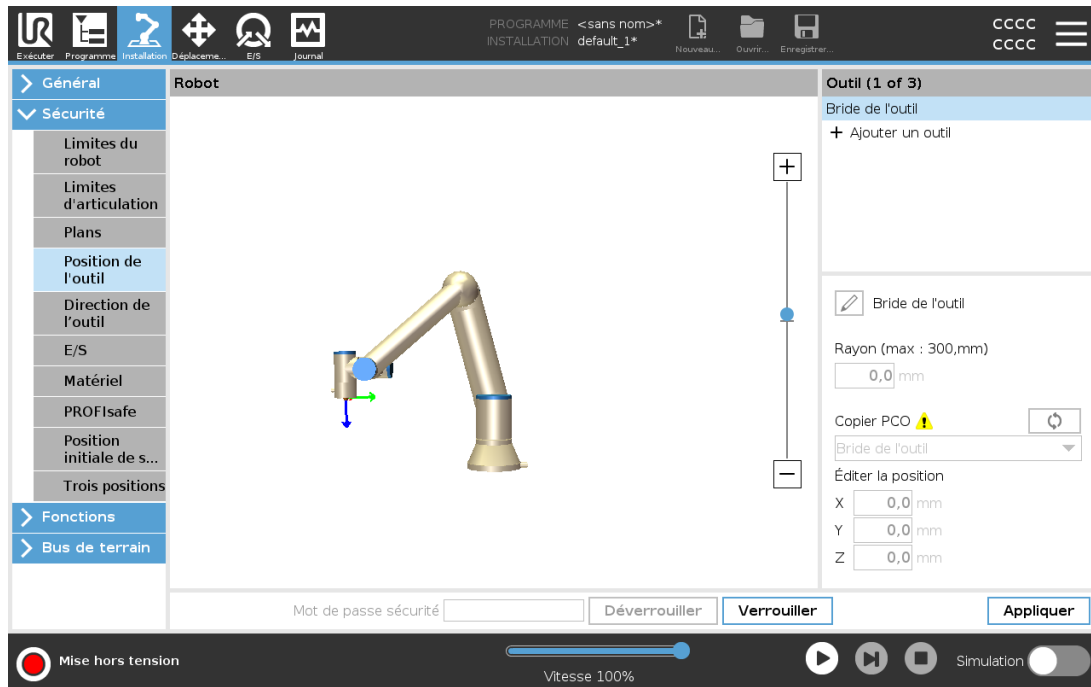 PROGRAMME <sans nom>*
INSTALLATION default_1*
Nouveau...
Ouvrir...
Enregistrer...
CCCC
CCCC
Exécuter
Programme
Installation
Déplaceme...
E/S
Journal
Général
Sécurité
Limites du
robot
Limites
d'articulation
Plans
Position de
l'outil
Direction de
l’outil
E/S
Matériel
PROFIsafe
Position
initiale de s...
Trois positions
Fonctions
Bus de terrain
Robot
Outil (1 of 3)
Bride de l'outil
+ Ajouter un outil
Bride de l'outil
Rayon (max : 300,mm)
0,0 mm
Copier PCO
Bride de l'outil
Éditer la position
X 0,0 mm
Y 0,0 mm
Z 0,0 mm
Mot de passe sécurité
Déverrouiller
Verrouiller
Appliquer
Mise hors tension
Vitesse 100%
Simulation